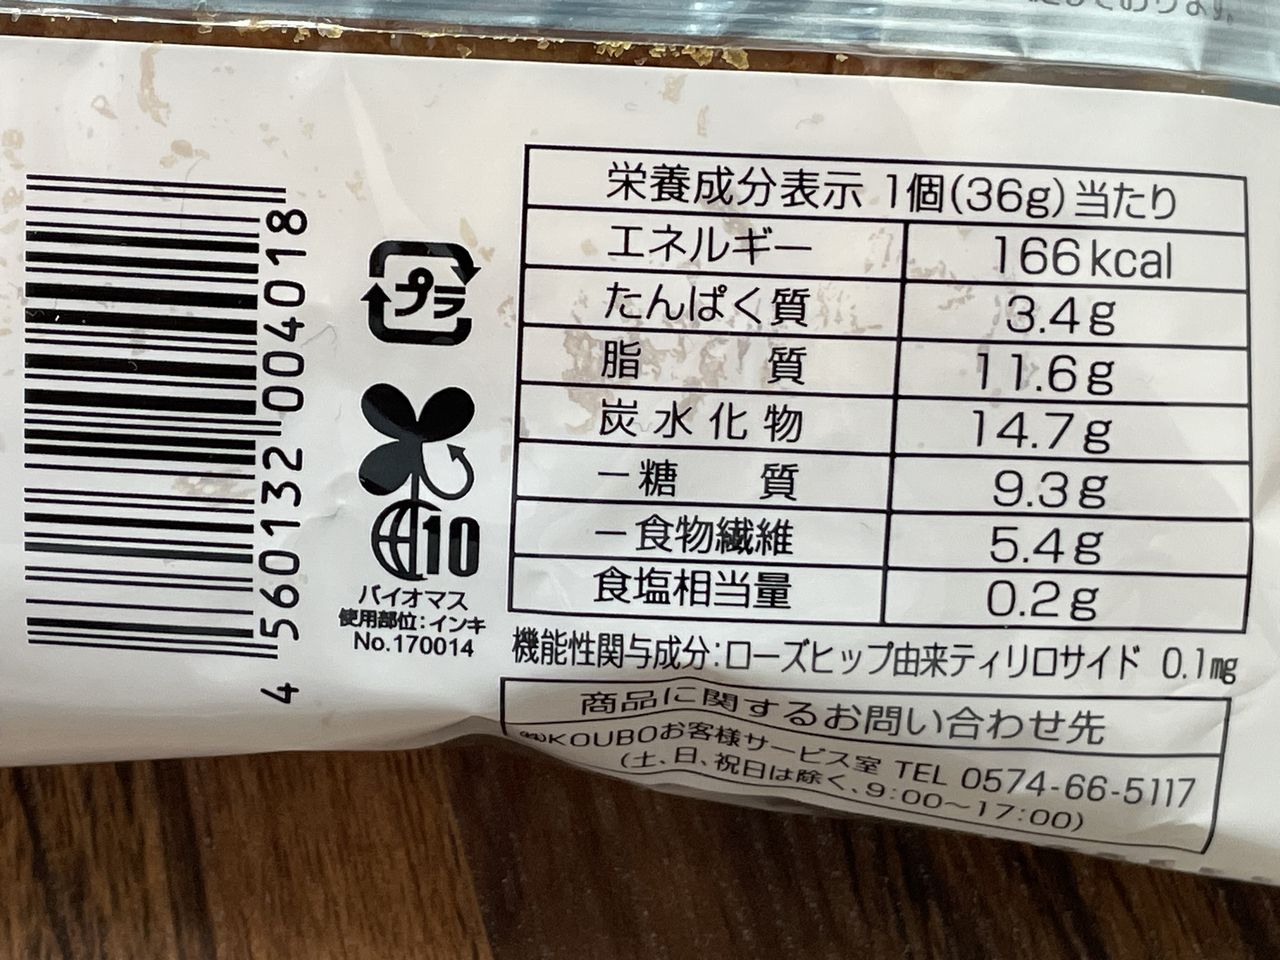 ております。
4 560132 004018
プラ
10
バイオマス
使用部位:インキ
No.170014
栄養成分表示 1個(36g)当たり
エネルギー 166kcal
たんぱく質 3.4g
脂質 11.6g
炭水化物 14.7g
－糖質 9.3g
－食物繊維 5.4g
食塩相当量 0.2g
機能性関与成分:ローズヒップ由来ティリロサイド 0.1mg
商品に関するお問い合わせ先
㈱KOUBOお客様サービス室 TEL 0574-66-5117
(土、日、祝日は除く、9:00～17:00)